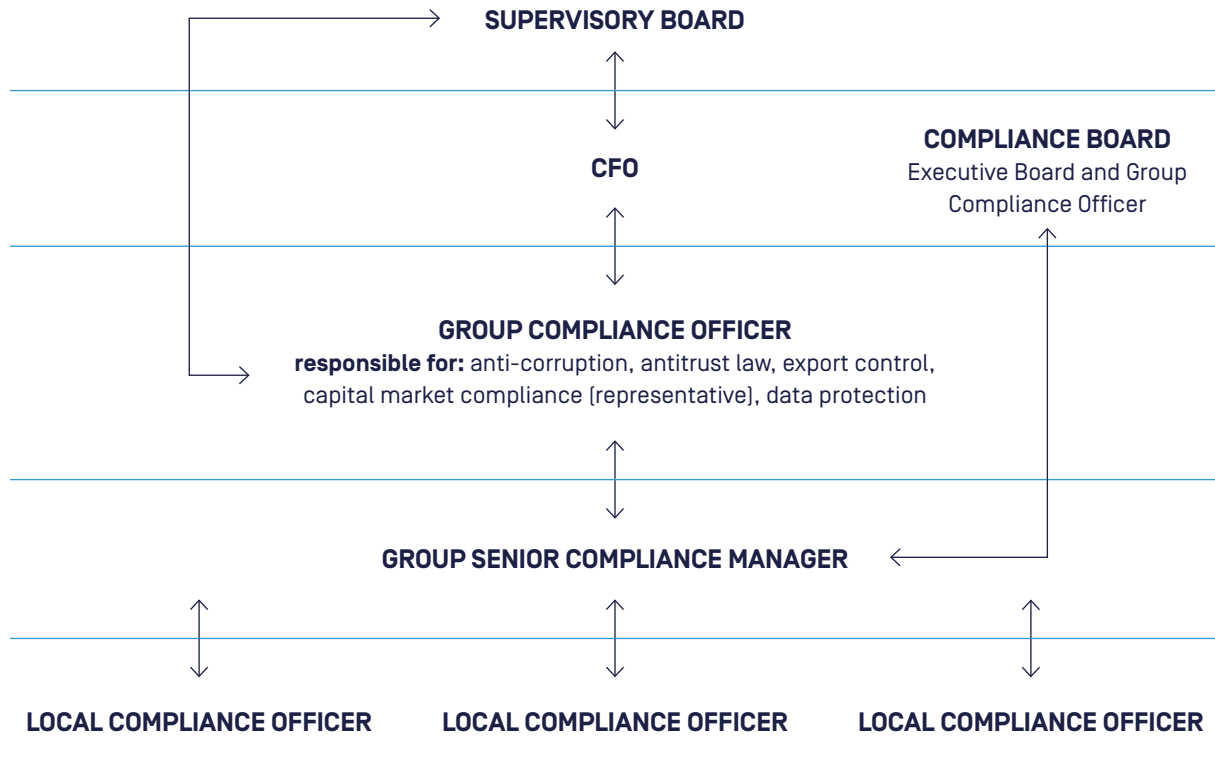 SUPERVISORY BOARD
CFO
COMPLIANCE BOARD
Executive Board and Group
Compliance Officer
GROUP COMPLIANCE OFFICER
responsible for: anti-corruption, antitrust law, export control,
capital market compliance (representative), data protection
GROUP SENIOR COMPLIANCE MANAGER
LOCAL COMPLIANCE OFFICER
LOCAL COMPLIANCE OFFICER
LOCAL COMPLIANCE OFFICER